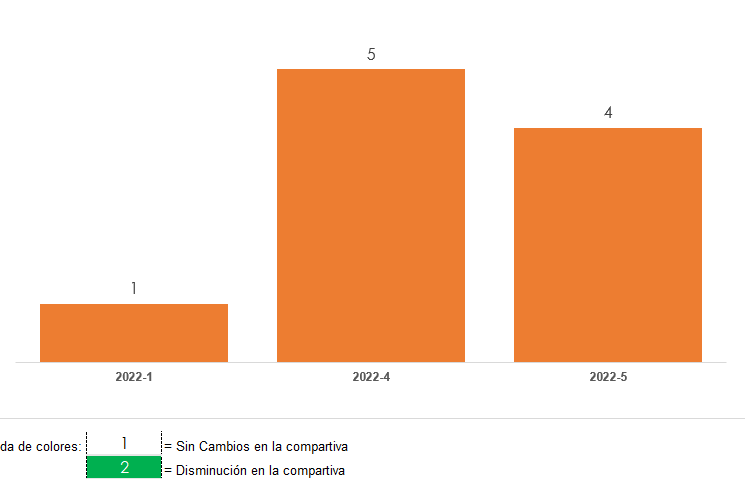 5
4
1
2022-1 2022-4 2022-5
da de colores: 1 = Sin Cambios en la compartiva
2 = Disminución en la compartiva